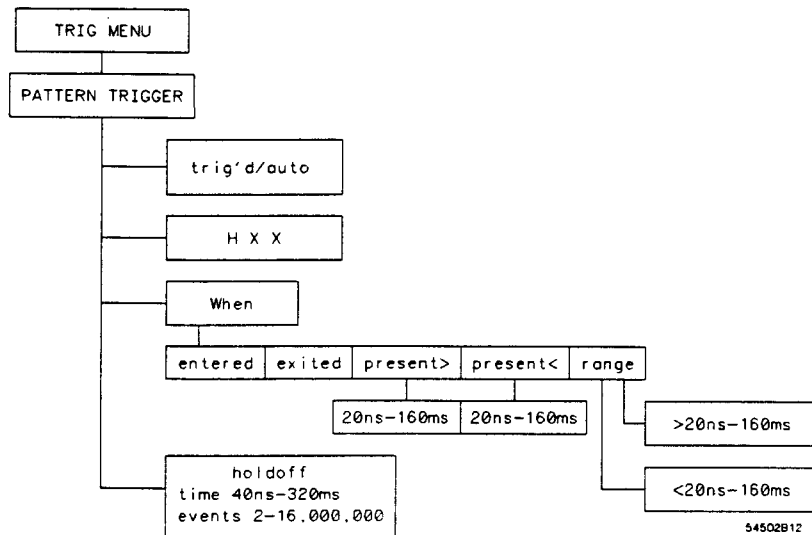 TRIG MENU
PATTERN TRIGGER
trig'd/auto
H X X
When
entered exited present> present< range
20ns-160ms 20ns-160ms
>20ns-160ms
<20ns-160ms
holdoff
time 40ns-320ms
events 2-16,000,000
54502B12